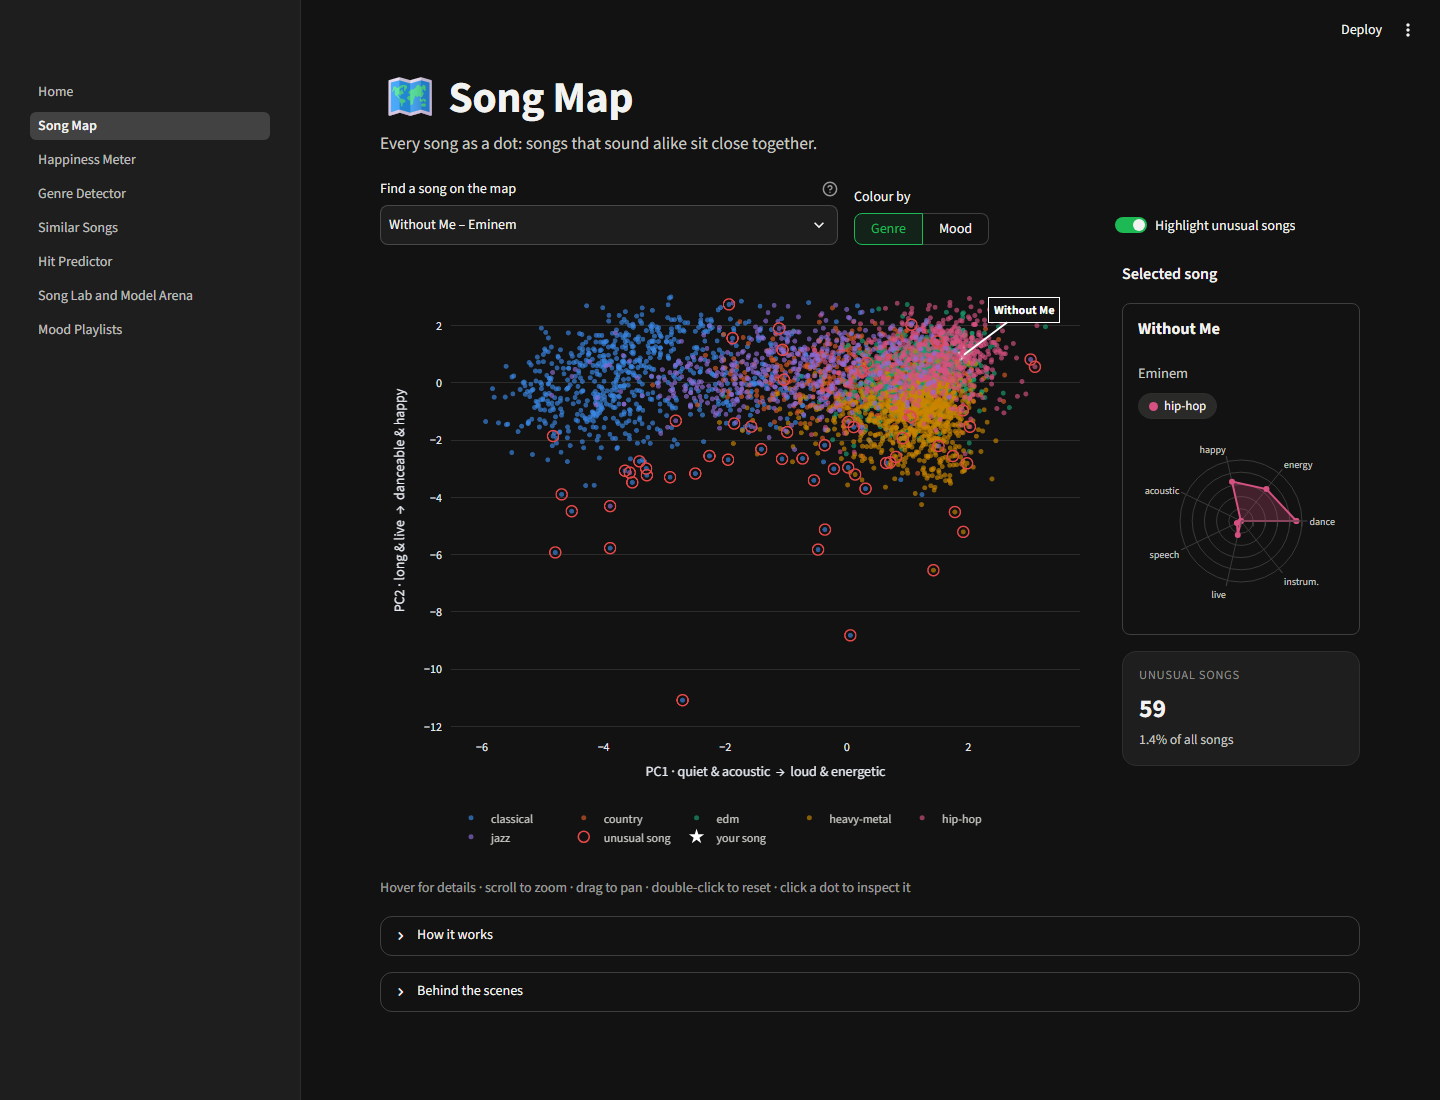 Deploy
Home
Song Map
Happiness Meter
Genre Detector
Similar Songs
Hit Predictor
Song Lab and Model Arena
Mood Playlists
Song Map
Every song as a dot: songs that sound alike sit close together.
Find a song on the map
Without Me – Eminem
Colour by
Genre
Mood
Highlight unusual songs
Without Me
2
0
−2
−4
−6
−8
−10
−12
PC2 · long & live → danceable & happy
−6
−4
−2
0
2
PC1 · quiet & acoustic → loud & energetic
classical
country
edm
heavy-metal
hip-hop
jazz
unusual song
your song
Selected song
Without Me
Eminem
hip-hop
happy
energy
acoustic
dance
speech
instrum.
live
UNUSUAL SONGS
59
1.4% of all songs
Hover for details · scroll to zoom · drag to pan · double-click to reset · click a dot to inspect it
How it works
Behind the scenes